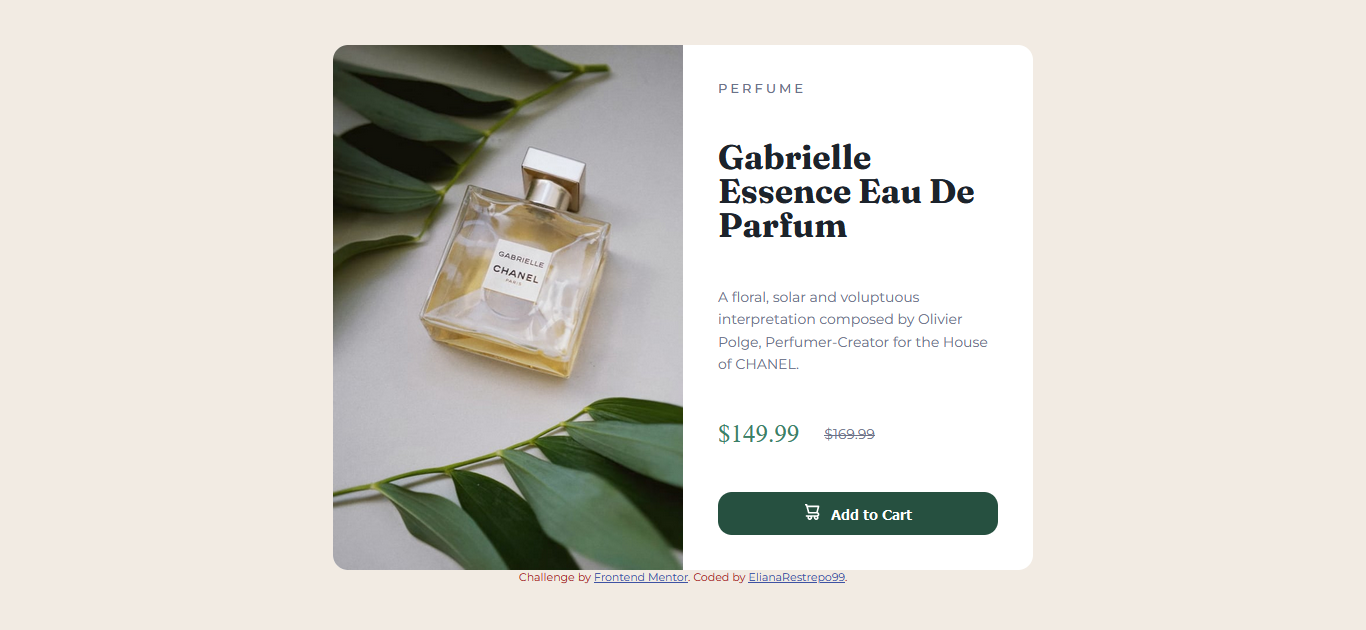 PERFUME
Gabrielle
Essence Eau De
Parfum
A floral, solar and voluptuous
interpretation composed by Olivier
Polge, Perfumer-Creator for the House
of CHANEL.
$149.99 $169.99
Add to Cart
GABRIELLE
CHANEL
PARIS
Challenge by Frontend Mentor. Coded by ElianaRestrepo99.